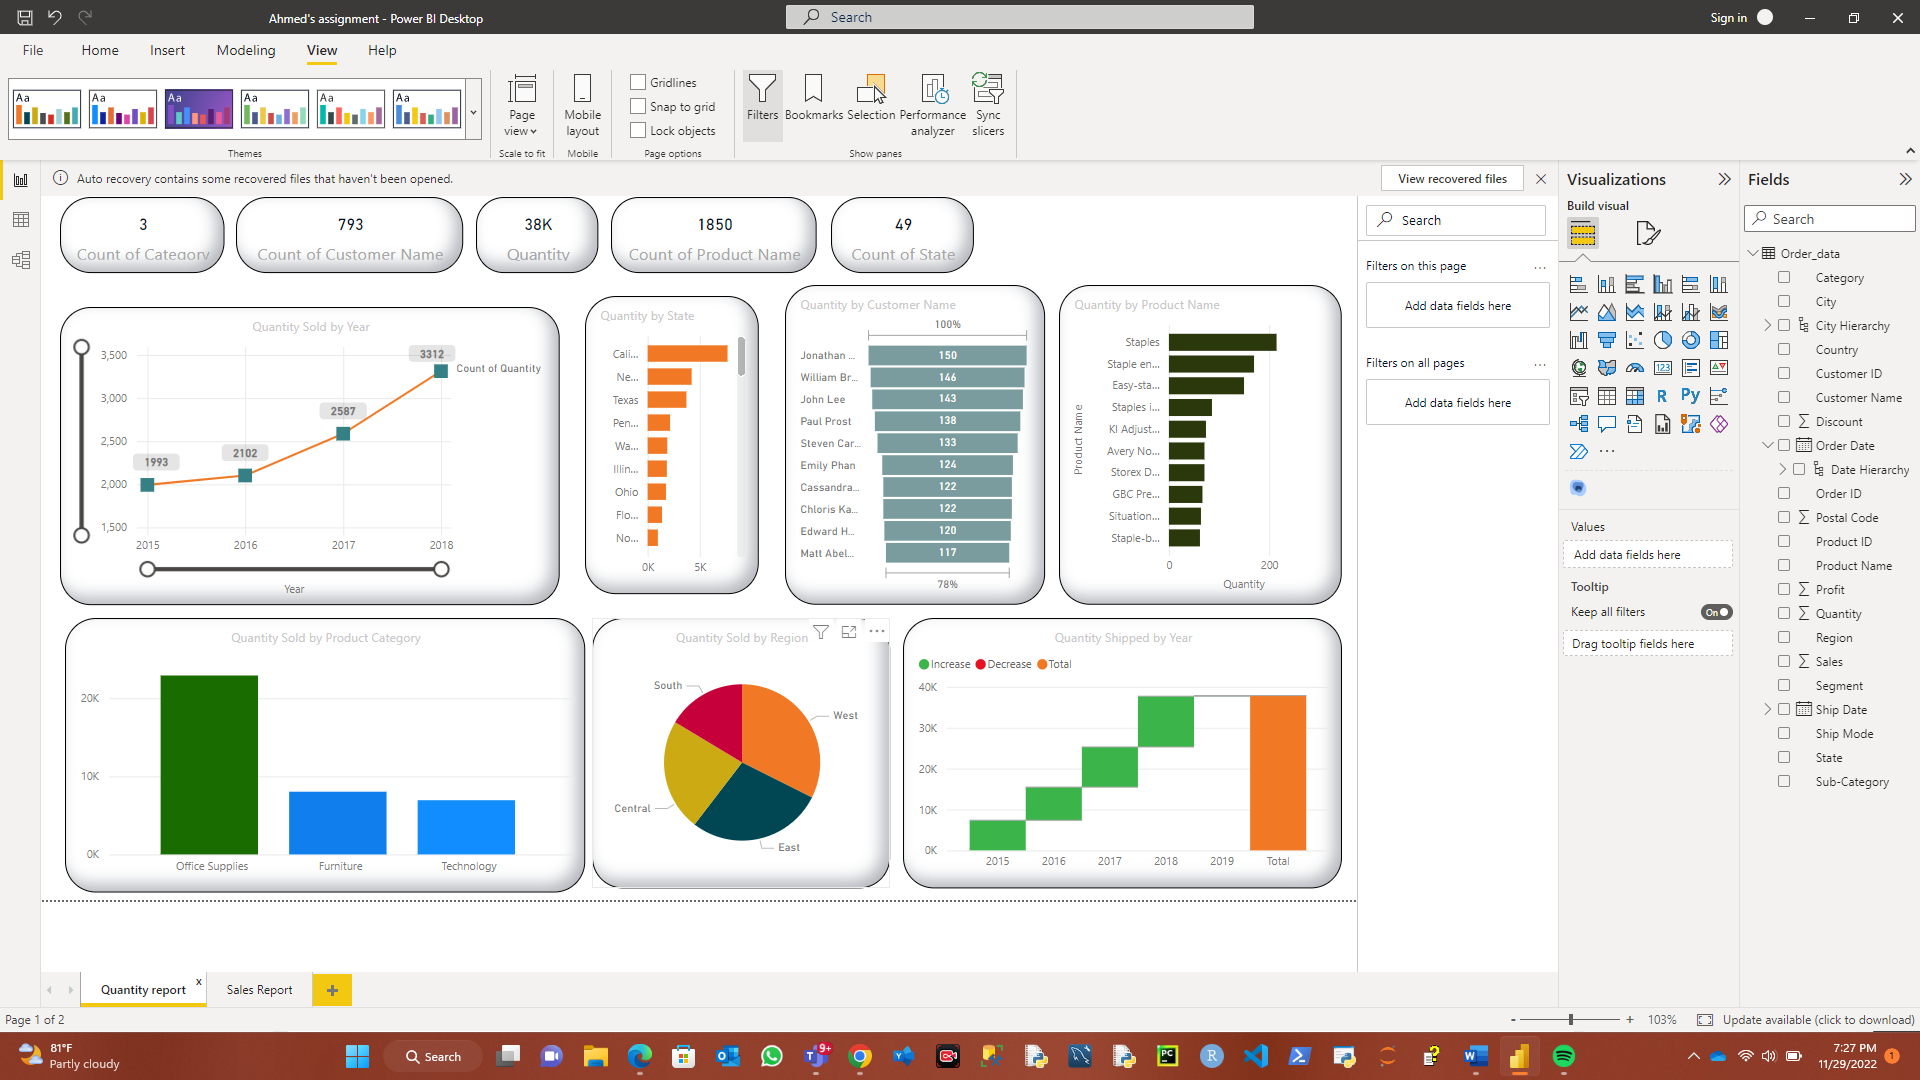 Ahmed's assignment - Power BI Desktop
Search
Sign in
File
Home
Insert
Modeling
View
Help
Aa
Aa
Aa
Aa
Aa
Aa
Themes
Page view
Scale to fit
Mobile layout
Mobile
Gridlines
Snap to grid
Lock objects
Page options
Filters
Bookmarks
Selection
Performance analyzer
Sync slicers
Show panes
Auto recovery contains some recovered files that haven't been opened.
View recovered files
3
Count of Category
793
Count of Customer Name
38K
Quantity
1850
Count of Product Name
49
Count of State
Quantity Sold by Year
3,500
3,000
2,500
2,000
1,500
1993
2102
2587
3312
Count of Quantity
2015
2016
2017
2018
Year
Quantity by State
Cali...
Ne...
Texas
Pen...
Wa...
Illin...
Ohio
Flo...
No...
0K
5K
Quantity by Customer Name
100%
Jonathan ...
150
William Br...
146
John Lee
143
Paul Prost
138
Steven Car...
133
Emily Phan
124
Cassandra...
122
Chloris Ka...
122
Edward H...
120
Matt Abel...
117
78%
Quantity by Product Name
Product Name
Staples
Staple en...
Easy-sta...
Staples i...
KI Adjust...
Avery No...
Storex D...
GBC Pre...
Situation...
Staple-b...
0
200
Quantity
Quantity Sold by Product Category
20K
10K
0K
Office Supplies
Furniture
Technology
Quantity Sold by Region
South
West
Central
East
Quantity Shipped by Year
Increase
Decrease
Total
40K
30K
20K
10K
0K
2015
2016
2017
2018
2019
Total
Search
Filters on this page
...
Add data fields here
Filters on all pages
...
Add data fields here
Visualizations
Build visual
123
R
Py
...
Values
Add data fields here
Tooltip
Keep all filters
On
Drag tooltip fields here
Fields
Search
Order_data
Category
City
City Hierarchy
Country
Customer ID
Customer Name
Discount
Order Date
Date Hierarchy
Order ID
Postal Code
Product ID
Product Name
Profit
Quantity
Region
Sales
Segment
Ship Date
Ship Mode
State
Sub-Category
Quantity report
x
Sales Report
+
Page 1 of 2
- + 103%
Update available (click to download)
81°F
Partly cloudy
Search
9+
PC
R
7:27 PM
11/29/2022
1